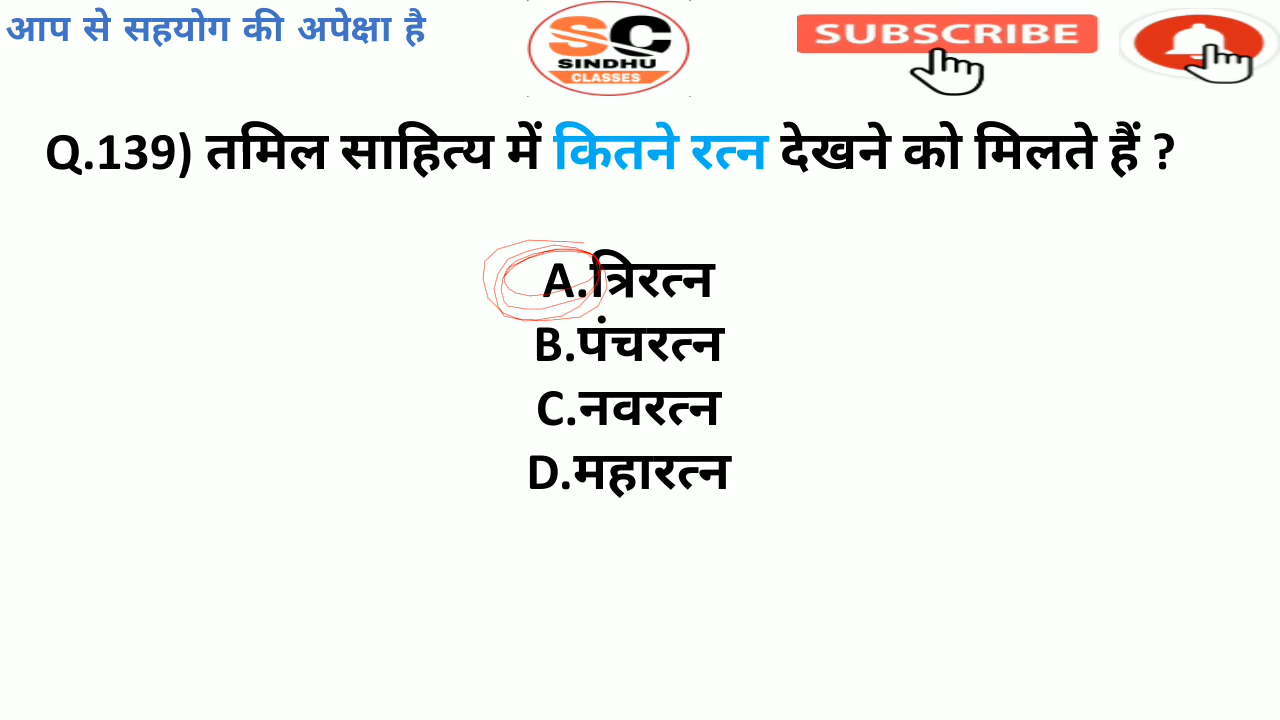 आप से सहयोग की अपेक्षा है
SC
SINDHU
CLASSES
SUBSCRIBE
Q.139) तमिल साहित्य में कितने रत्न देखने को मिलते हैं ?
A.त्रिरत्न
B.पंचरत्न
C.नवरत्न
D.महारत्न